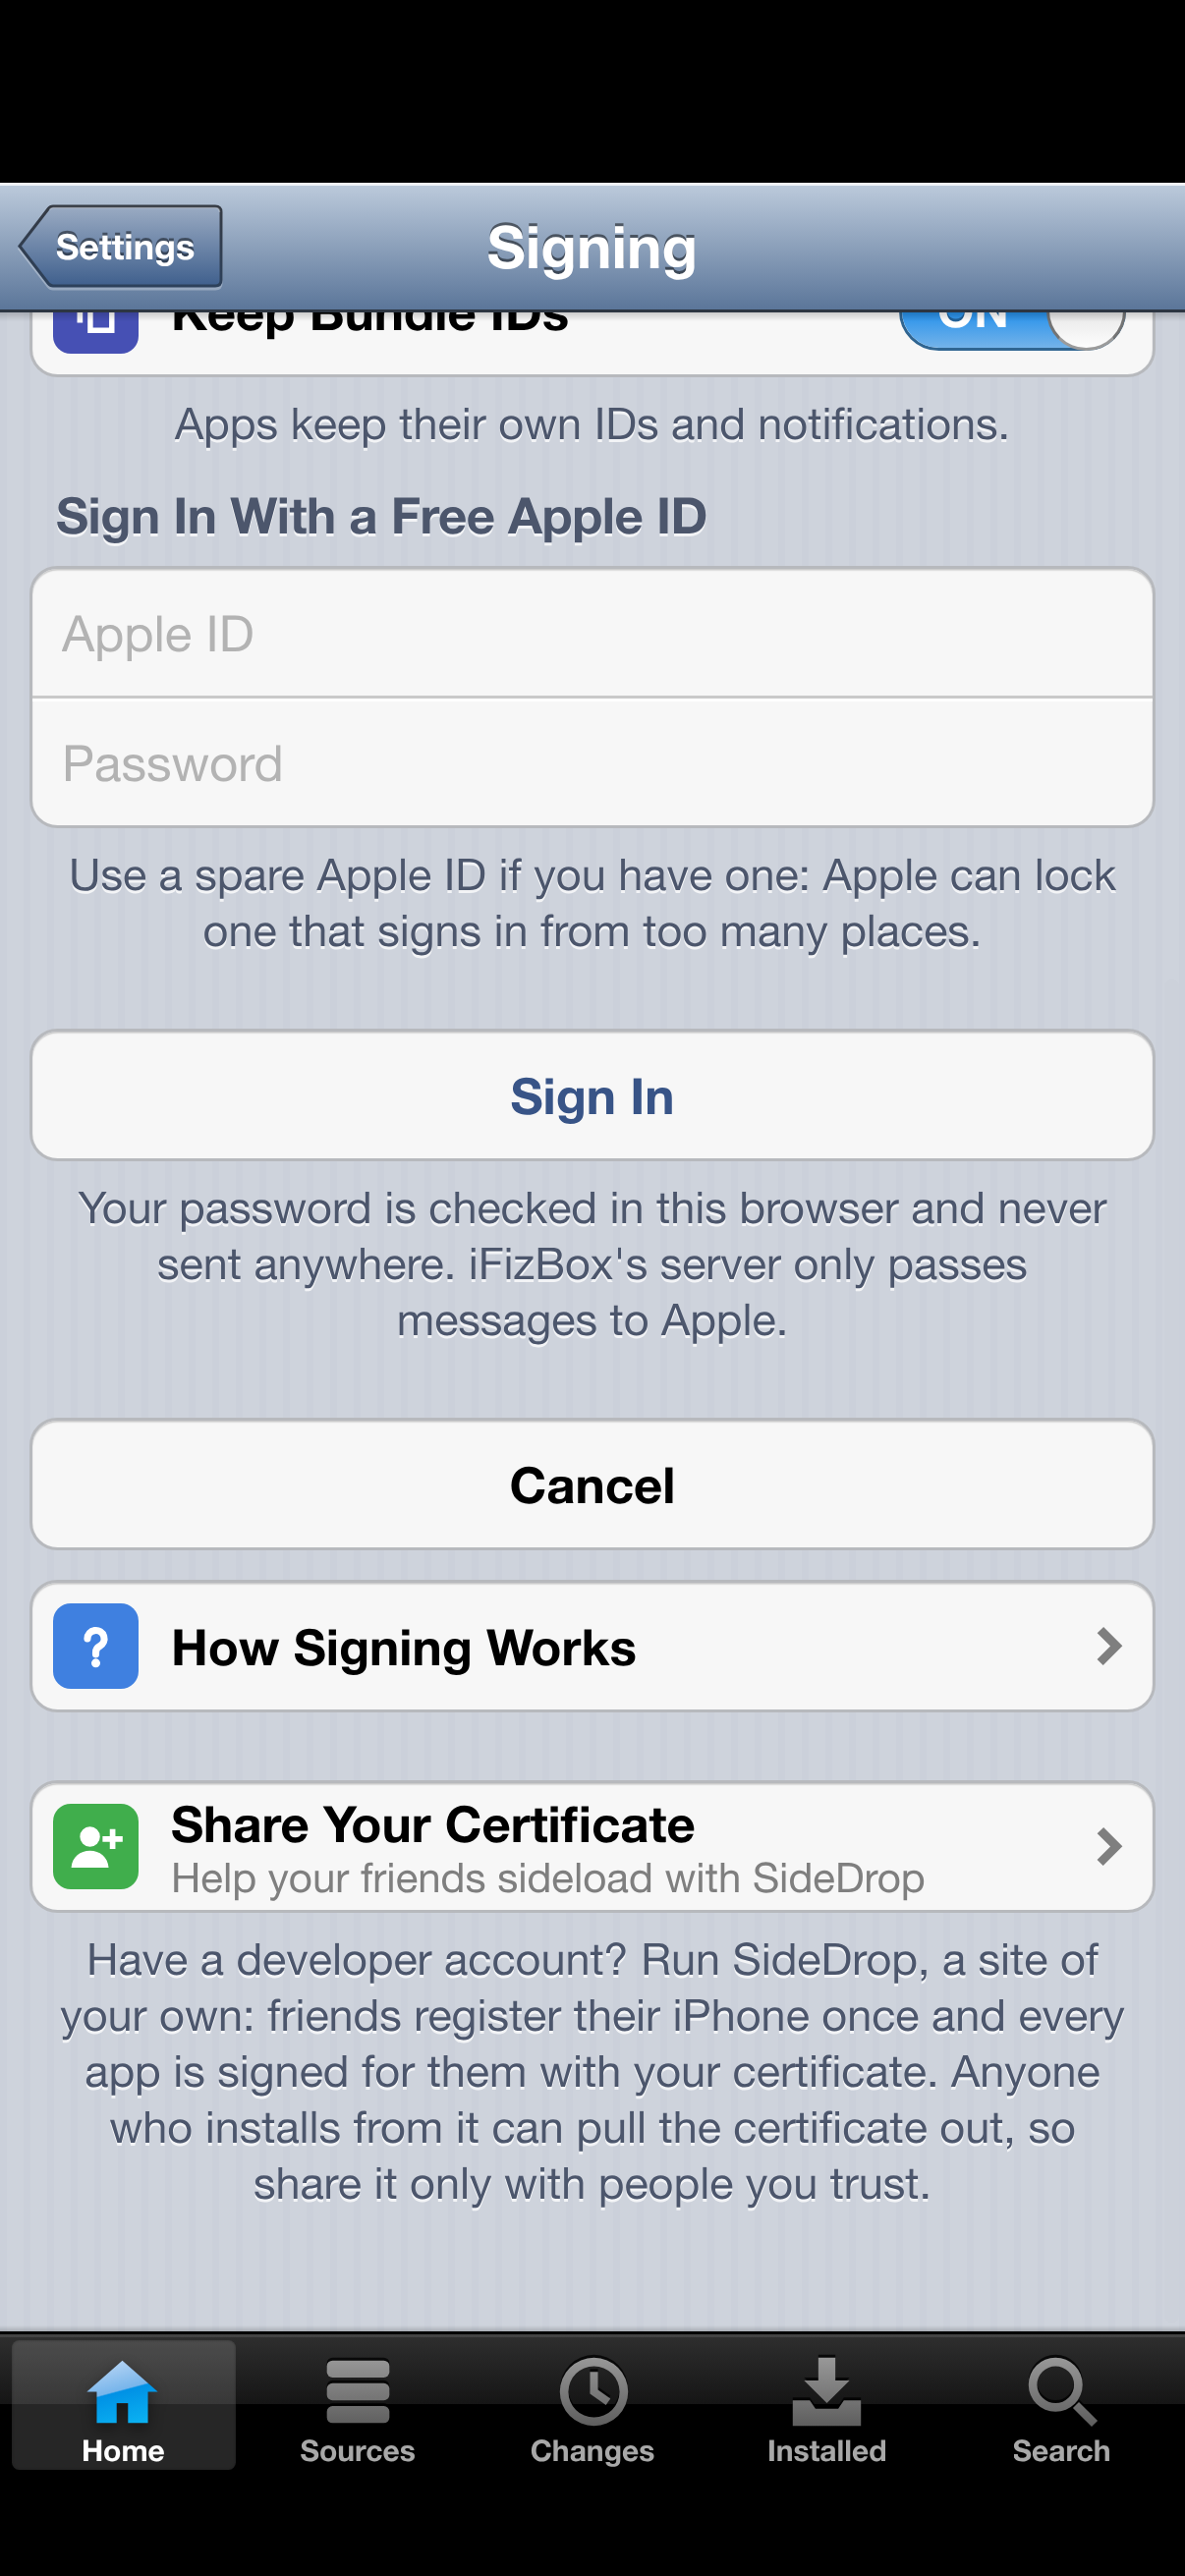 Settings
Signing
Keep Bundle IDs
ON
Apps keep their own IDs and notifications.
Sign In With a Free Apple ID
Apple ID
Password
Use a spare Apple ID if you have one: Apple can lock
one that signs in from too many places.
Sign In
Your password is checked in this browser and never
sent anywhere. iFizBox's server only passes
messages to Apple.
Cancel
How Signing Works
Share Your Certificate
Help your friends sideload with SideDrop
Have a developer account? Run SideDrop, a site of
your own: friends register their iPhone once and every
app is signed for them with your certificate. Anyone
who installs from it can pull the certificate out, so
share it only with people you trust.
Home
Sources
Changes
Installed
Search